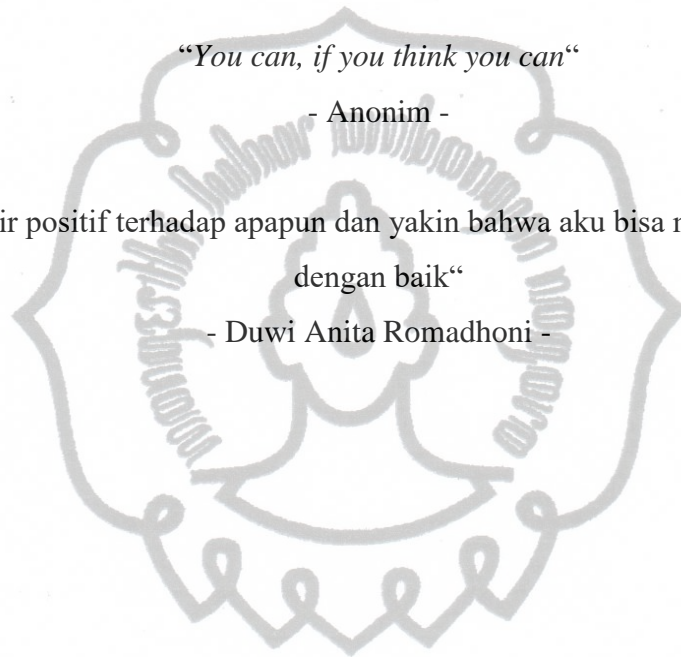 “You can, if you think you can“
- Anonim -
ir positif terhadap apapun dan yakin bahwa aku bisa
dengan baik“
- Duwi Anita Romadhoni -